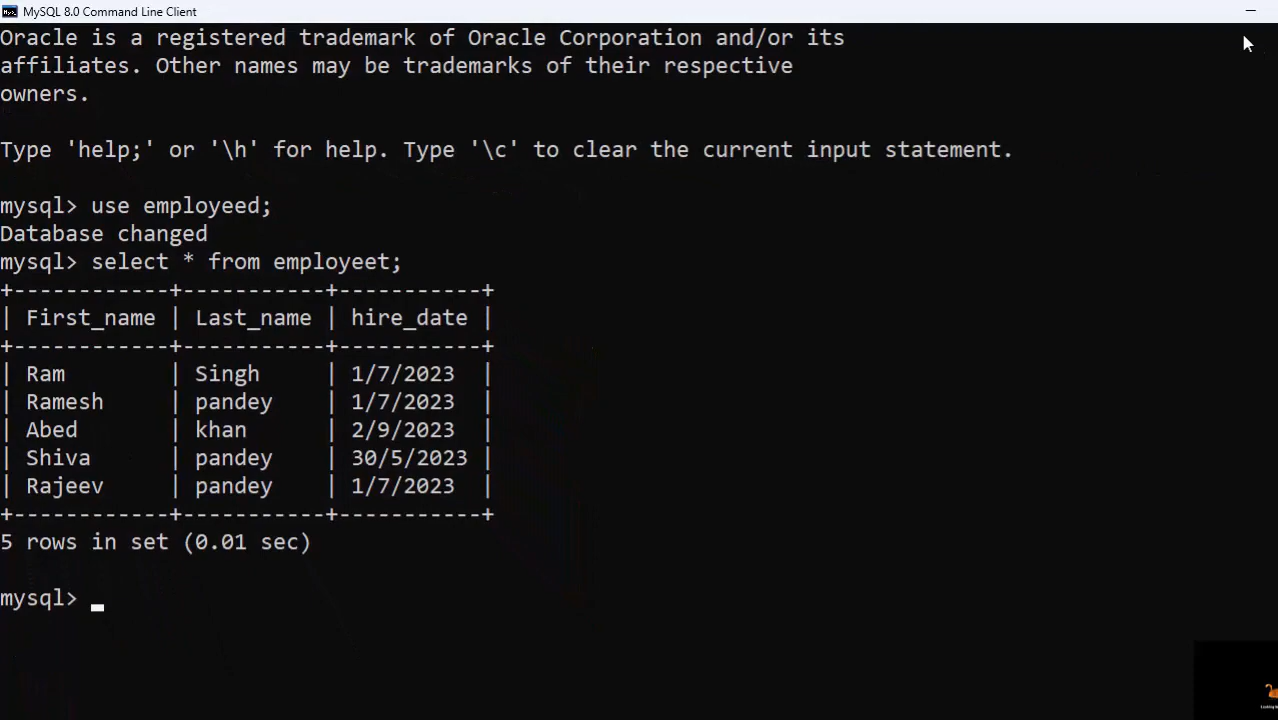 MySQL 8.0 Command Line Client
Oracle is a registered trademark of Oracle Corporation and/or its
affiliates. Other names may be trademarks of their respective
owners.
Type 'help;' or '\h' for help. Type '\c' to clear the current input statement.
mysql> use employeed;
Database changed
mysql> select * from employeet;
+------------+-----------+-----------+
| First_name | Last_name | hire_date |
+------------+-----------+-----------+
| Ram | Singh | 1/7/2023 |
| Ramesh | pandey | 1/7/2023 |
| Abed | khan | 2/9/2023 |
| Shiva | pandey | 30/5/2023 |
| Rajeev | pandey | 1/7/2023 |
+------------+-----------+-----------+
5 rows in set (0.01 sec)
mysql> _